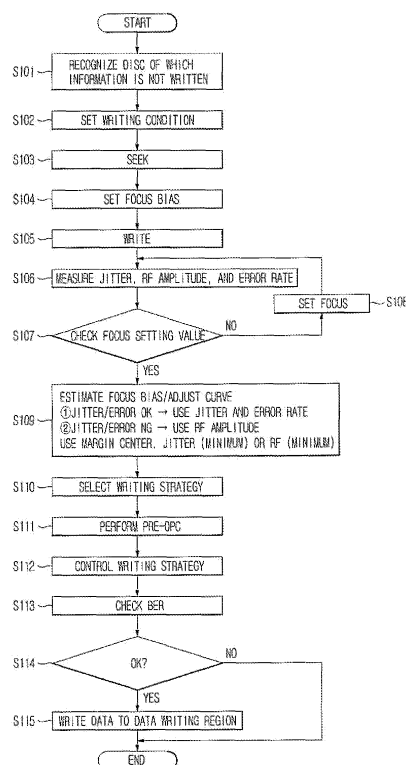 START
S101
RECOGNIZE DISC OF WHICH
INFORMATION IS NOT WRITTEN
S102
SET WRITING CONDITION
S103
SEEK
S104
SET FOCUS BIAS
S105
WRITE
S106
MEASURE JITTER, RF AMPLITUDE, AND ERROR RATE
SET FOCUS
S108
S107
CHECK FOCUS SETTING VALUE
NO
YES
S109
ESTIMATE FOCUS BIAS/ADJUST CURVE
①JITTER/ERROR OK → USE JITTER AND ERROR RATE
②JITTER/ERROR NG → USE RF AMPLITUDE
USE MARGIN CENTER, JITTER (MINIMUM) OR RF (MINIMUM)
S110
SELECT WRITING STRATEGY
S111
PERFORM PRE-OPC
S112
CONTROL WRITING STRATEGY
S113
CHECK BER
S114
OK?
NO
YES
S115
WRITE DATA TO DATA WRITING REGION
END